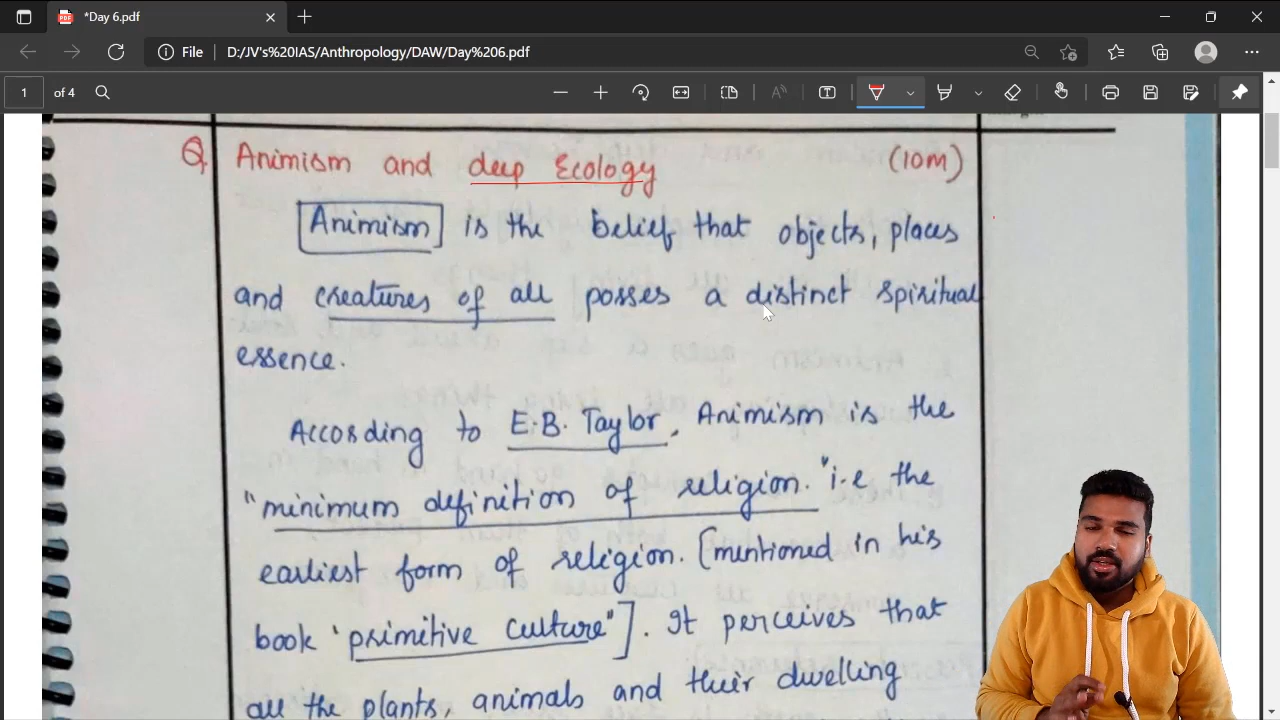 *Day 6.pdf
File D:/JV's%20IAS/Anthropology/DAW/Day%206.pdf
1 of 4
Q. Animism and deep Ecology (10M)
Animism is the belief that objects, places
and creatures of all posses a distinct spiritual
essence.
According to E.B. Taylor, Animism is the
"minimum definition of religion." i.e the
earliest form of religion. [mentioned in his
book 'primitive culture"]. It perceives that
all the plants, animals and their dwelling